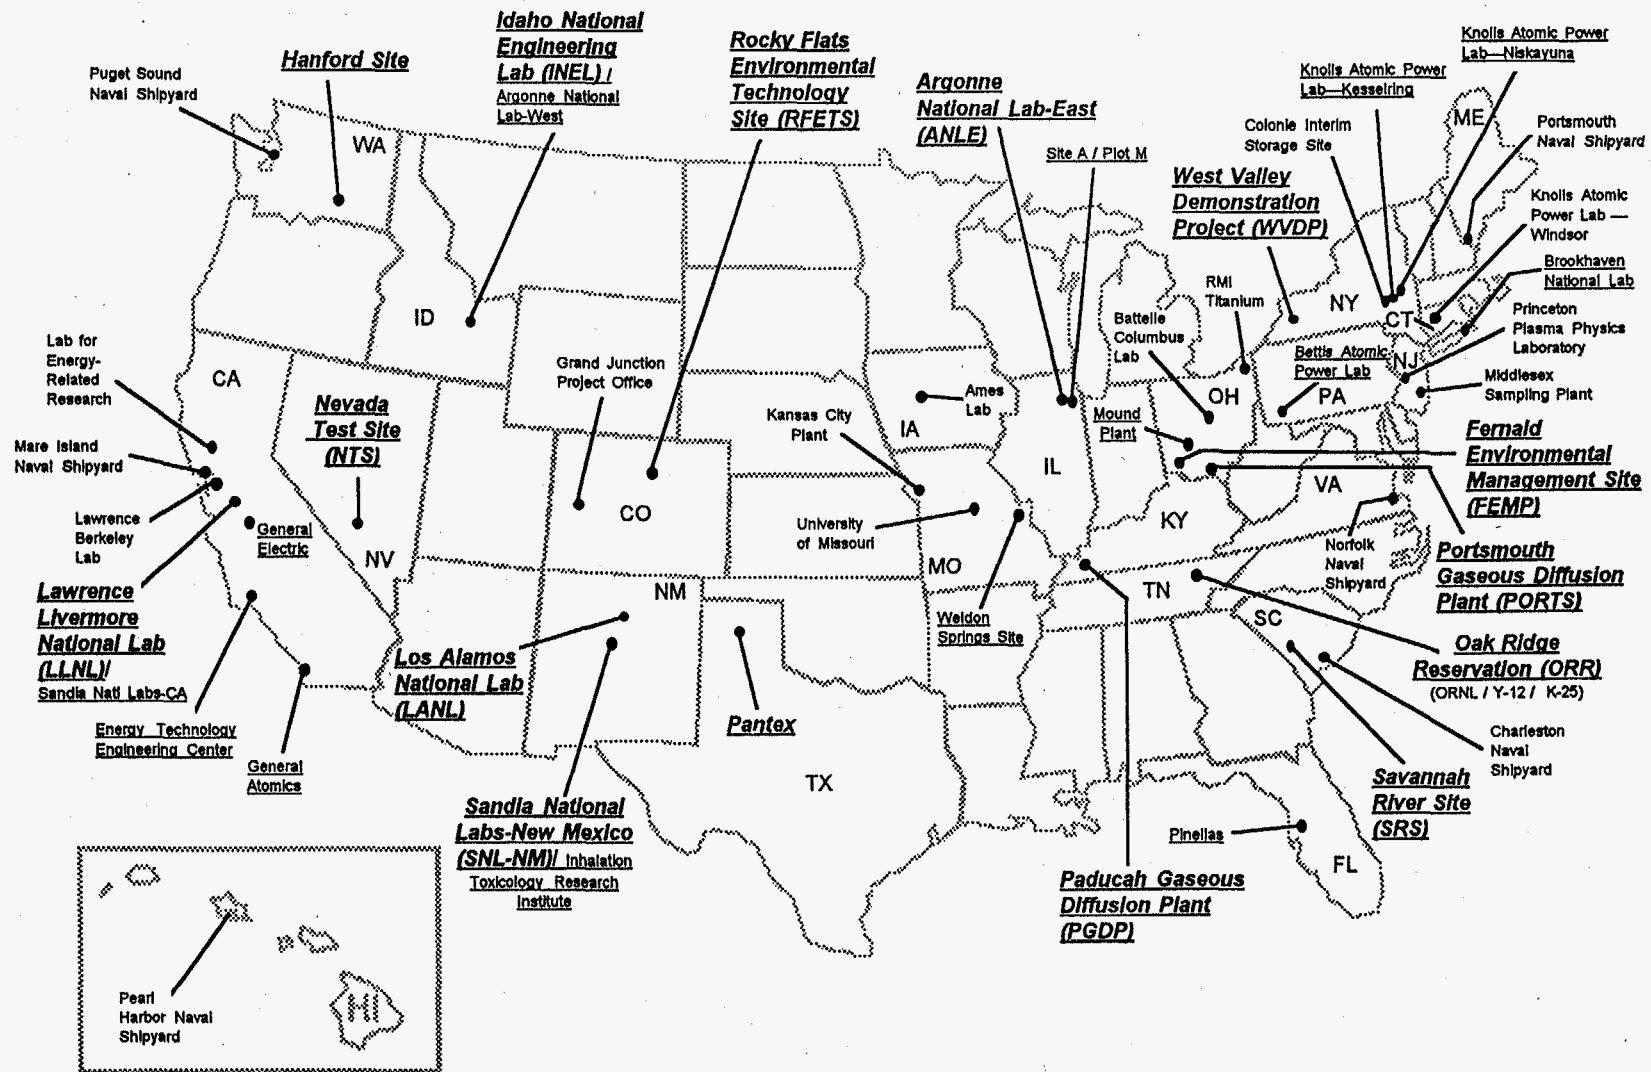 Puget Sound
Naval Shipyard
Hanford Site
Idaho National
Engineering
Lab (INEL) /
Argonne National
Lab-West
Rocky Flats
Environmental
Technology
Site (RFETS)
Argonne
National Lab-East
(ANLE)
Site A / Plot M
West Valley
Demonstration
Project (WVDP)
Colonie Interim
Storage Site
Knolls Atomic Power
Lab—Kesselring
Knolls Atomic Power
Lab—Niskayuna
Portsmouth
Naval Shipyard
Knolls Atomic
Power Lab —
Windsor
Brookhaven
National Lab
Princeton
Plasma Physics
Laboratory
Middlesex
Sampling Plant
WA
ID
ME
NY
CT
NJ
PA
OH
RMI
Titanium
Battelle
Columbus
Lab
Bettis Atomic
Power Lab
Mound
Plant
Lab for
Energy-
Related
Research
CA
Mare Island
Naval Shipyard
Nevada
Test Site
(NTS)
Grand Junction
Project Office
Kansas City
Plant
Ames
Lab
IA
IL
Fernald
Environmental
Management Site
(FEMP)
VA
KY
Lawrence
Berkeley
Lab
General
Electric
NV
CO
University
of Missouri
MO
Norfolk
Naval
Shipyard
Portsmouth
Gaseous Diffusion
Plant (PORTS)
Lawrence
Livermore
National Lab
(LLNL)/
Sandia Natl Labs-CA
NM
Weldon
Springs Site
TN
SC
Oak Ridge
Reservation (ORR)
(ORNL / Y-12 / K-25)
Los Alamos
National Lab
(LANL)
Energy Technology
Engineering Center
General
Atomics
Pantex
TX
Charleston
Naval
Shipyard
Savannah
River Site
(SRS)
Sandia National
Labs-New Mexico
(SNL-NM)/ Inhalation
Toxicology Research
Institute
Pinellas
FL
Paducah Gaseous
Diffusion Plant
(PGDP)
Pearl
Harbor Naval
Shipyard
HI